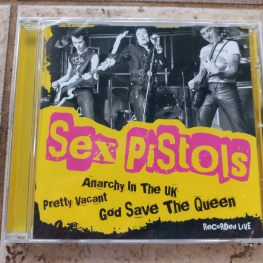 Sex PiStols
Anarchy In The UK
Pretty Vacant
God Save The Queen
RecoRDed LiVE